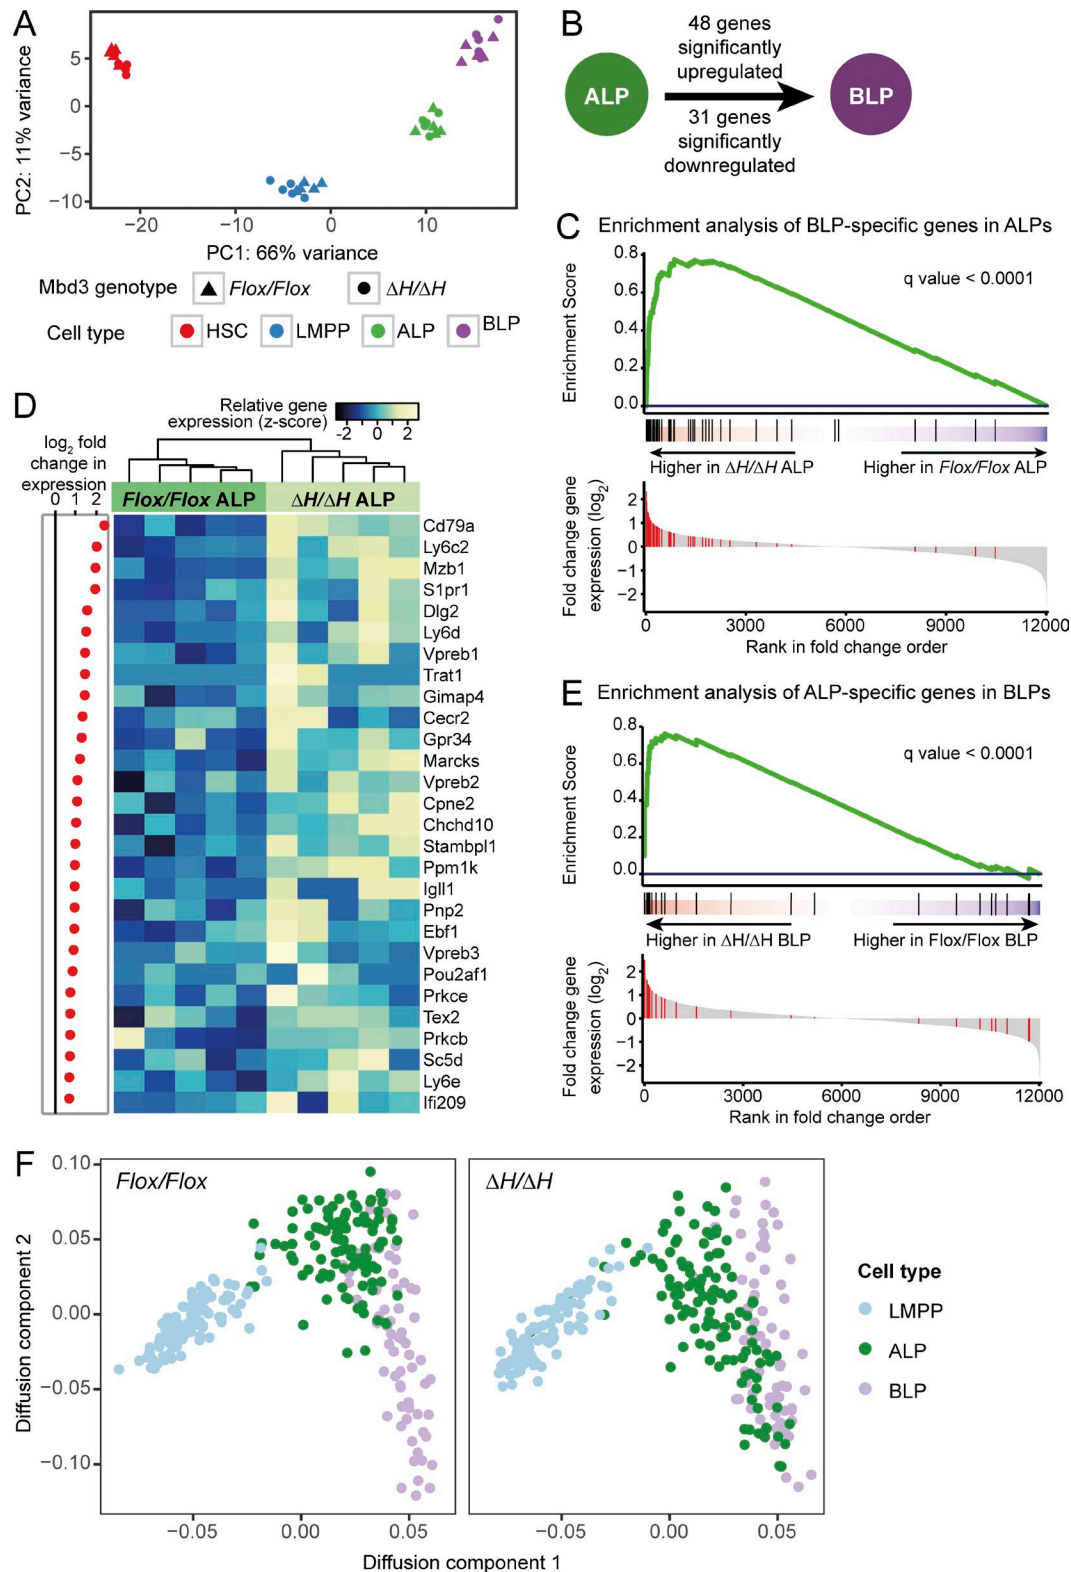 A
PC2: 11% variance
5
0
−5
−10
−20
−10
0
10
PC1: 66% variance
Mbd3 genotype
Flox/Flox
ΔH/ΔH
Cell type
HSC
LMPP
ALP
BLP
B
ALP
48 genes
significantly
upregulated
31 genes
significantly
downregulated
BLP
C
Enrichment analysis of BLP-specific genes in ALPs
Enrichment Score
0.8
0.6
0.4
0.2
0.0
q value < 0.0001
Higher in ΔH/ΔH ALP
Higher in Flox/Flox ALP
Fold change gene
expression (log2)
2
1
0
−1
−2
0
3000
6000
9000
12000
Rank in fold change order
D
Relative gene
expression (z-score)
-2
0
2
log2 fold
change in
expression
0 1 2
Flox/Flox ALP
ΔH/ΔH ALP
Cd79a
Ly6c2
Mzb1
S1pr1
Dlg2
Ly6d
Vpreb1
Trat1
Gimap4
Cecr2
Gpr34
Marcks
Vpreb2
Cpne2
Chchd10
Stambpl1
Ppm1k
Igll1
Pnp2
Ebf1
Vpreb3
Pou2af1
Prkce
Tex2
Prkcb
Sc5d
Ly6e
Ifi209
E
Enrichment analysis of ALP-specific genes in BLPs
Enrichment Score
0.8
0.6
0.4
0.2
0.0
q value < 0.0001
Higher in ΔH/ΔH BLP
Higher in Flox/Flox BLP
Fold change gene
expression (log2)
2
1
0
−1
−2
0
3000
6000
9000
12000
Rank in fold change order
F
Diffusion component 2
0.10
0.05
0.00
−0.05
−0.10
Flox/Flox
ΔH/ΔH
−0.05
0.00
0.05
−0.05
0.00
0.05
Diffusion component 1
Cell type
LMPP
ALP
BLP